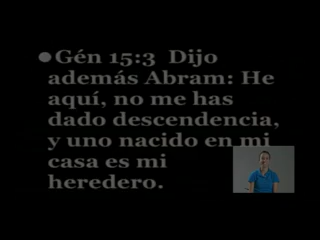 ●Gén 15:3 Dijo
además Abram: He
aquí, no me has
dado descendencia,
y uno nacido en mi
casa es mi
heredero.